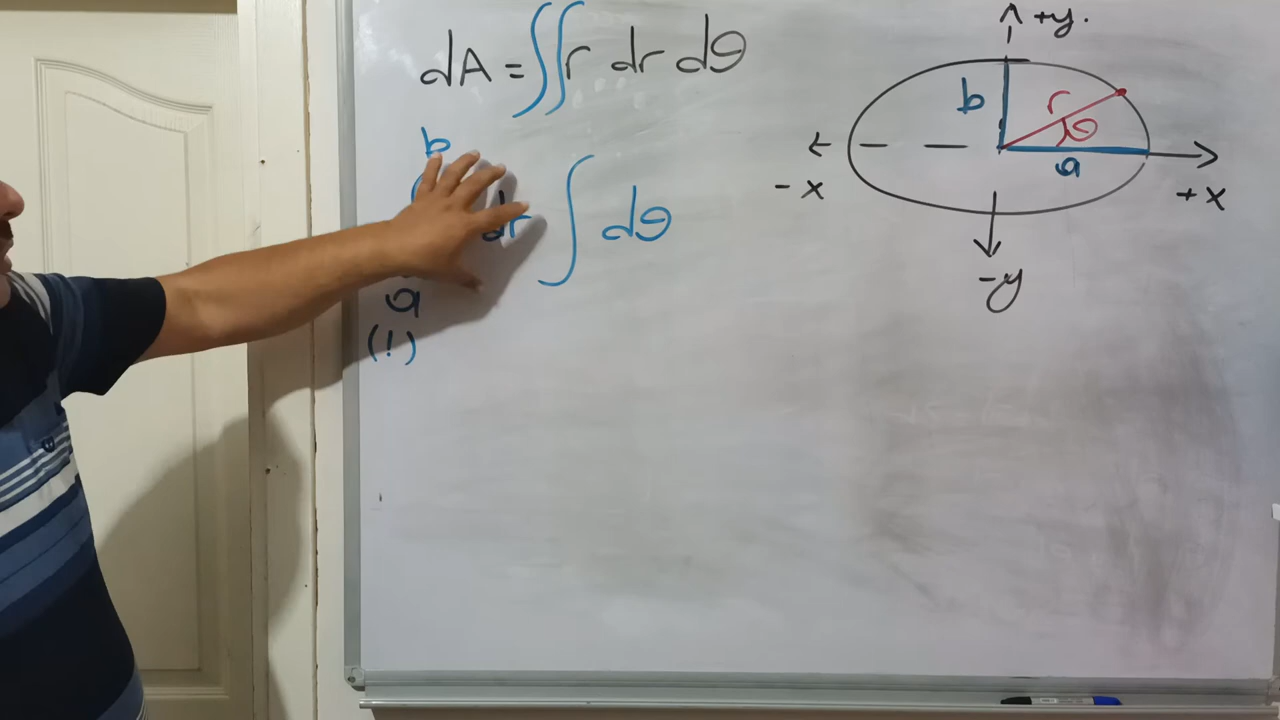 dA = ∬ r dr dθ
b
dr ∫ dθ
a
(!)
+y.
b
r
θ
a
-x
+x
-y